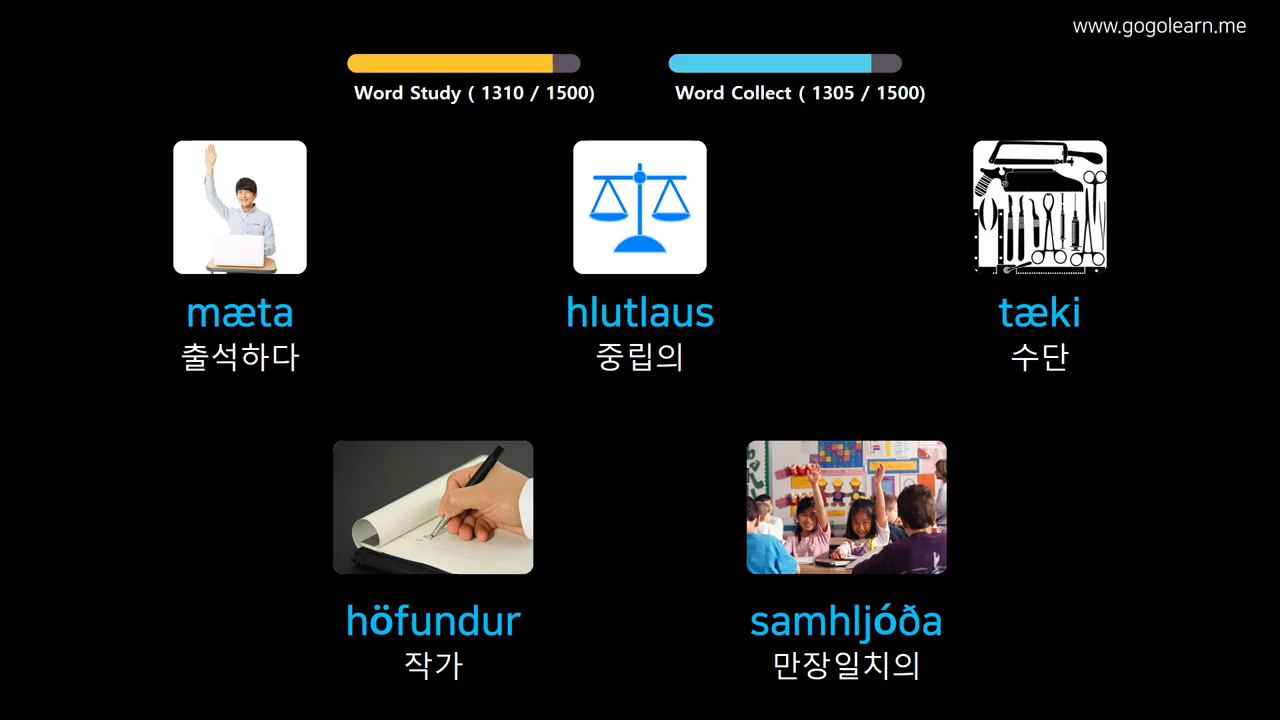 www.gogolearn.me
Word Study ( 1310 / 1500)
Word Collect ( 1305 / 1500)
mæta
출석하다
hlutlaus
중립의
tæki
수단
höfundur
작가
samhljóða
만장일치의